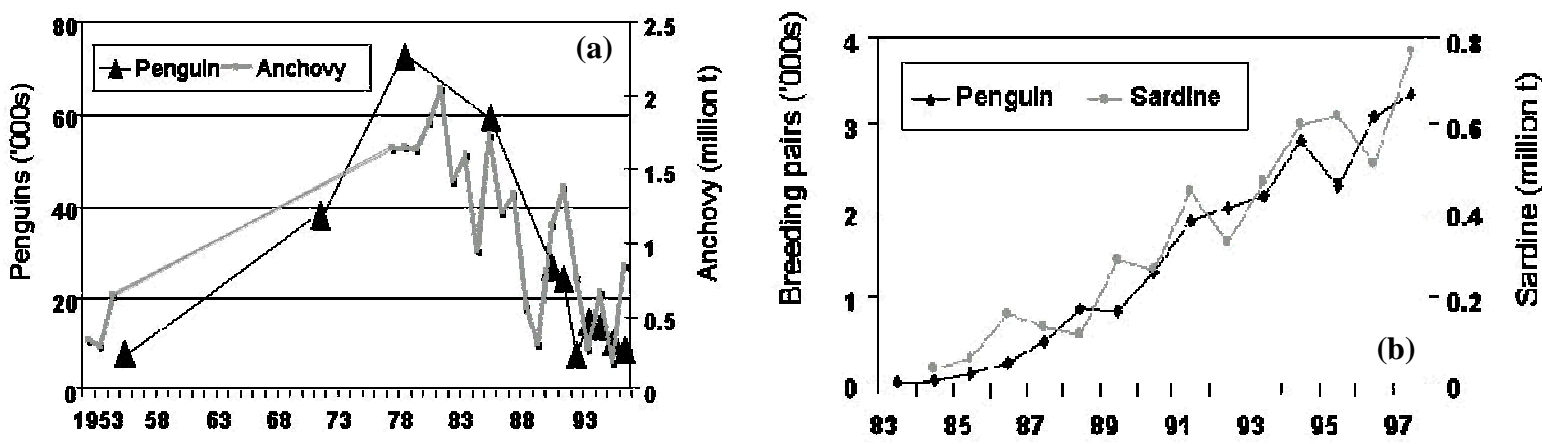 (a)
Penguin Anchovy
Penguins ('000s)
80
60
40
20
0
2.5
2
1.5
1
0.5
0
Anchovy (million t)
1953 58 63 68 73 78 83 88 93
(b)
Penguin Sardine
Breeding pairs ('000s)
4
3
2
1
0
0.8
0.6
0.4
0.2
0
Sardine (million t)
83 85 87 89 91 93 95 97